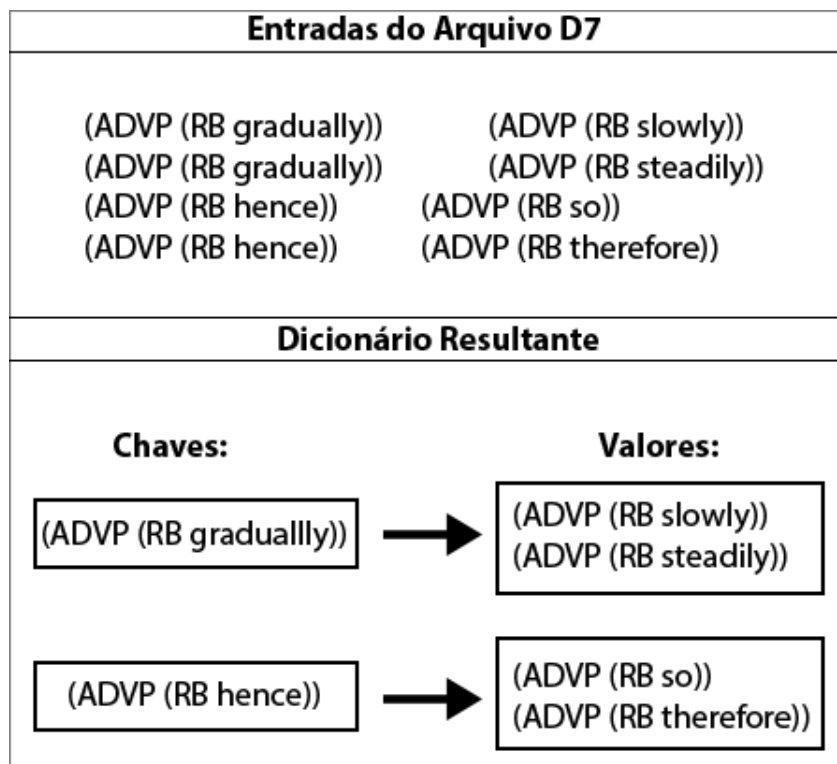 Entradas do Arquivo D7
(ADVP (RB gradually)) (ADVP (RB slowly))
(ADVP (RB gradually)) (ADVP (RB steadily))
(ADVP (RB hence)) (ADVP (RB so))
(ADVP (RB hence)) (ADVP (RB therefore))
Dicionário Resultante
Chaves: Valores:
(ADVP (RB graduallly))
(ADVP (RB slowly))
(ADVP (RB steadily))
(ADVP (RB hence))
(ADVP (RB so))
(ADVP (RB therefore))